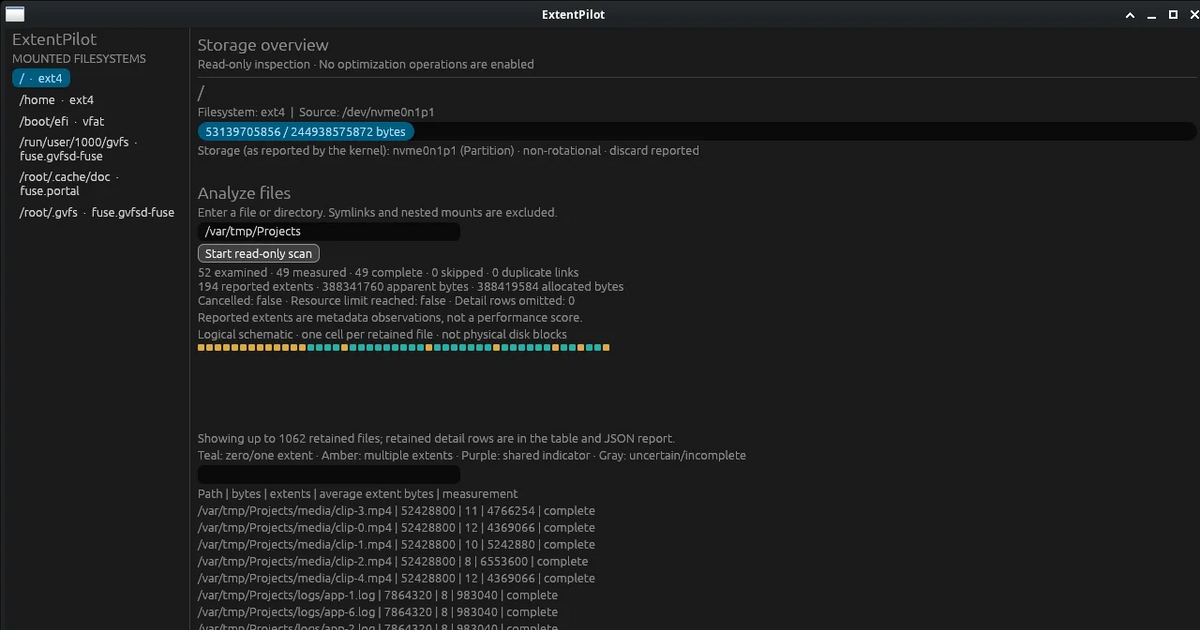 ExtentPilot
ExtentPilot
MOUNTED FILESYSTEMS
/ · ext4
/home · ext4
/boot/efi · vfat
/run/user/1000/gvfs ·
fuse.gvfsd-fuse
/root/.cache/doc ·
fuse.portal
/root/.gvfs · fuse.gvfsd-fuse
Storage overview
Read-only inspection · No optimization operations are enabled
/
Filesystem: ext4 | Source: /dev/nvme0n1p1
53139705856 / 244938575872 bytes
Storage (as reported by the kernel): nvme0n1p1 (Partition) · non-rotational · discard reported
Analyze files
Enter a file or directory. Symlinks and nested mounts are excluded.
/var/tmp/Projects
Start read-only scan
52 examined · 49 measured · 49 complete · 0 skipped · 0 duplicate links
194 reported extents · 388341760 apparent bytes · 388419584 allocated bytes
Cancelled: false · Resource limit reached: false · Detail rows omitted: 0
Reported extents are metadata observations, not a performance score.
Logical schematic · one cell per retained file · not physical disk blocks
Showing up to 1062 retained files; retained detail rows are in the table and JSON report.
Teal: zero/one extent · Amber: multiple extents · Purple: shared indicator · Gray: uncertain/incomplete
Path | bytes | extents | average extent bytes | measurement
/var/tmp/Projects/media/clip-3.mp4 | 52428800 | 11 | 4766254 | complete
/var/tmp/Projects/media/clip-0.mp4 | 52428800 | 12 | 4369066 | complete
/var/tmp/Projects/media/clip-1.mp4 | 52428800 | 10 | 5242880 | complete
/var/tmp/Projects/media/clip-2.mp4 | 52428800 | 8 | 6553600 | complete
/var/tmp/Projects/media/clip-4.mp4 | 52428800 | 12 | 4369066 | complete
/var/tmp/Projects/logs/app-1.log | 7864320 | 8 | 983040 | complete
/var/tmp/Projects/logs/app-6.log | 7864320 | 8 | 983040 | complete
/var/tmp/Projects/logs/app-2.log | 7864320 | 8 | 983040 | complete